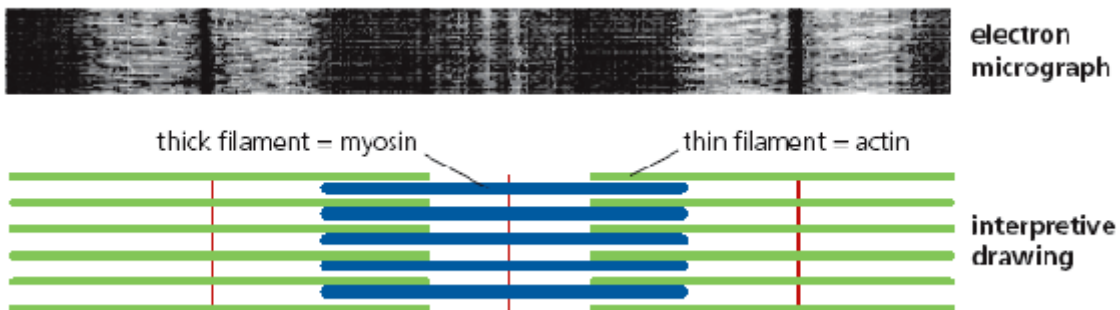 electron
micrograph
thick filament = myosin
thin filament = actin
interpretive
drawing